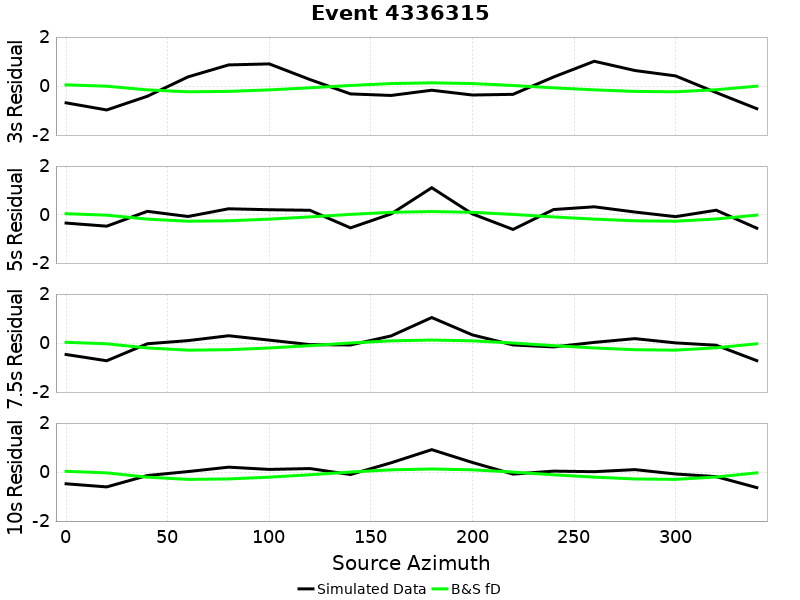 Event 4336315
3s Residual
2
0
-2
5s Residual
2
0
-2
7.5s Residual
2
0
-2
10s Residual
2
0
-2
0 50 100 150 200 250 300
Source Azimuth
Simulated Data B&S fD